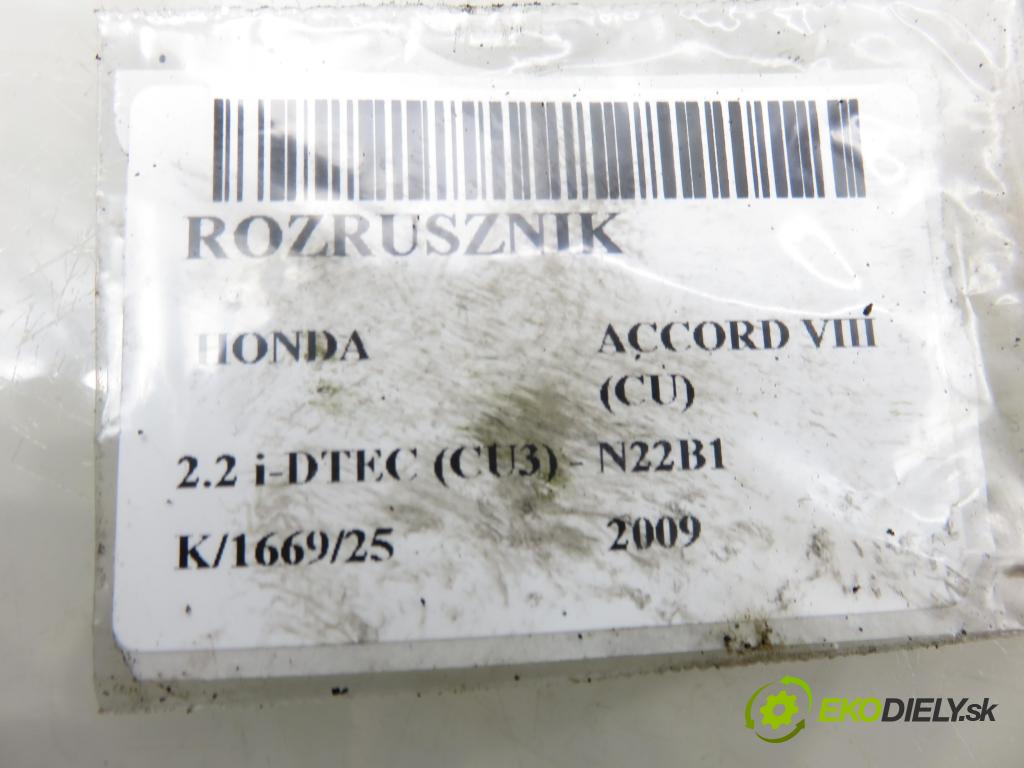 ROZRUSZNIK
HONDA ACCORD VIII
(CU)
2.2 i-DTEC (CU3) - N22B1
K/1669/25 2009
EKODIELY.sk